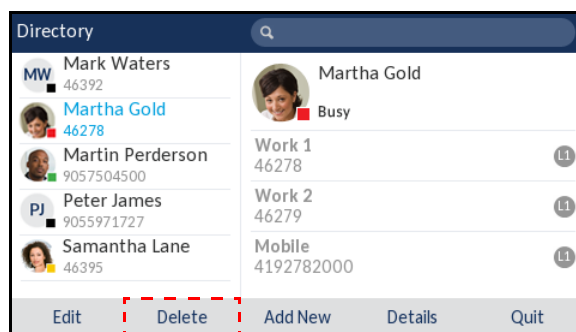 Directory
MW
Mark Waters
46392
Martha Gold
46278
Martin Perderson
9057504500
PJ
Peter James
9055971727
Samantha Lane
46395
Martha Gold
Busy
Work 1
46278
L1
Work 2
46279
L1
Mobile
4192782000
L1
Edit Delete Add New Details Quit